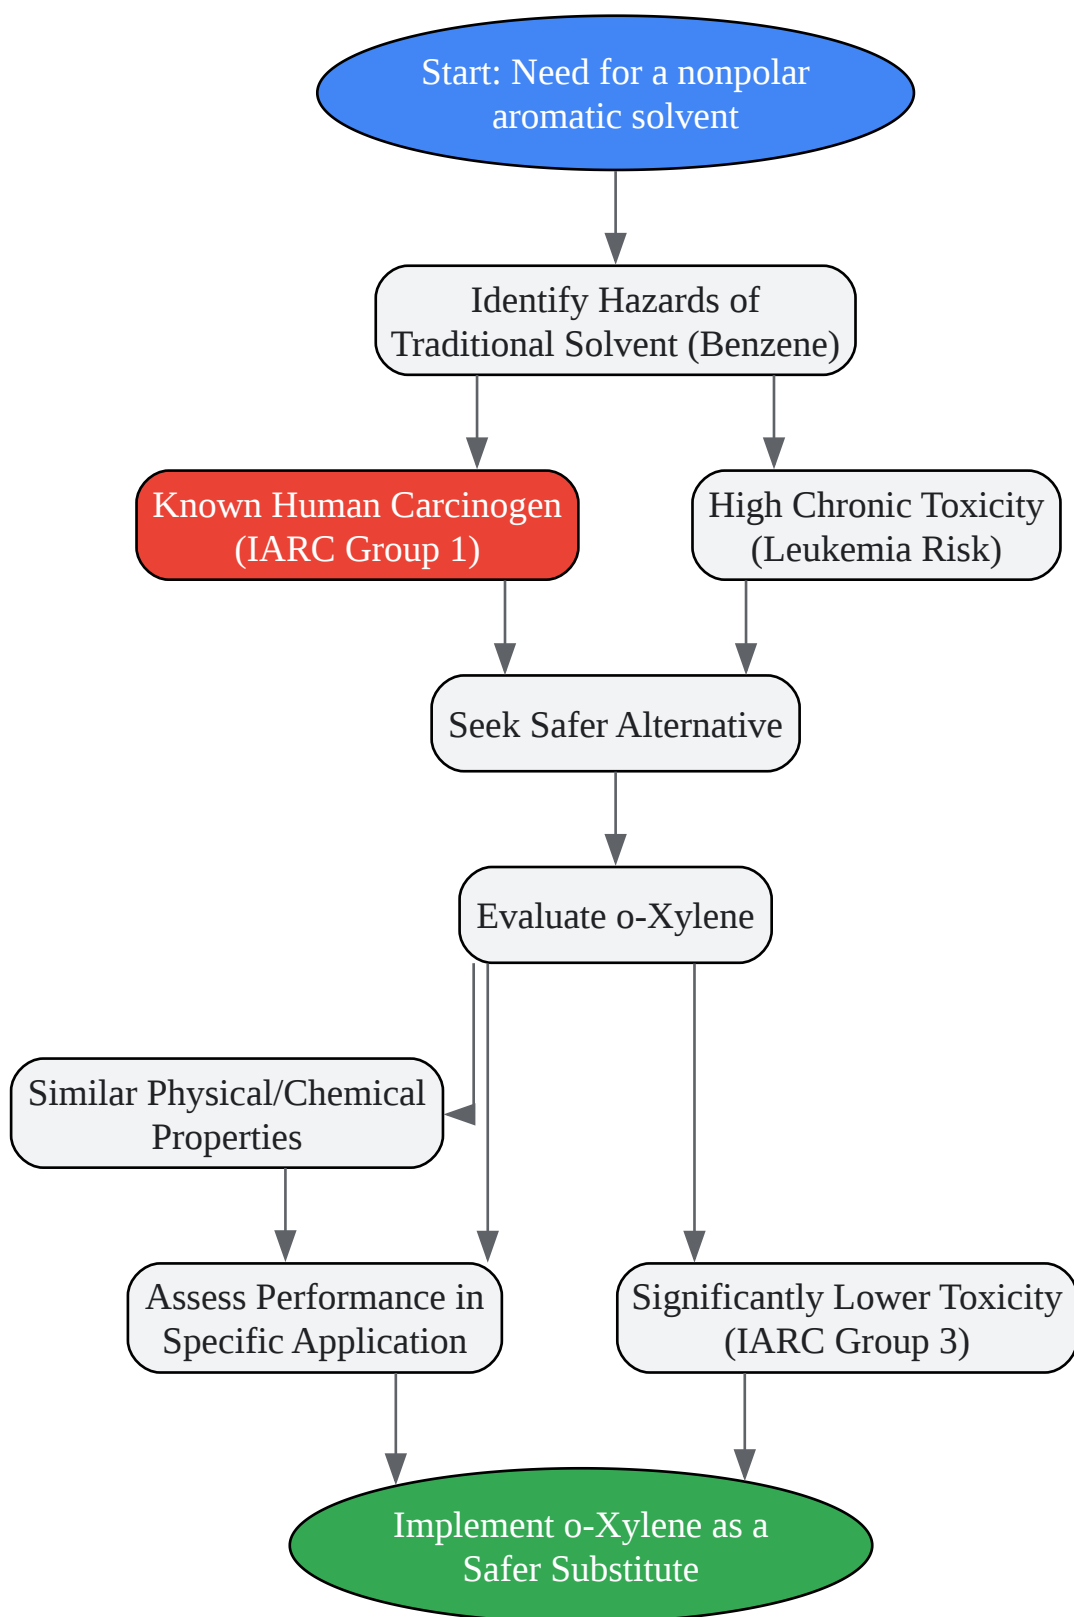 Start: Need for a nonpolar
aromatic solvent
Identify Hazards of
Traditional Solvent (Benzene)
Known Human Carcinogen
(IARC Group 1)
High Chronic Toxicity
(Leukemia Risk)
Seek Safer Alternative
Evaluate o-Xylene
Similar Physical/Chemical
Properties
Assess Performance in
Specific Application
Significantly Lower Toxicity
(IARC Group 3)
Implement o-Xylene as a
Safer Substitute